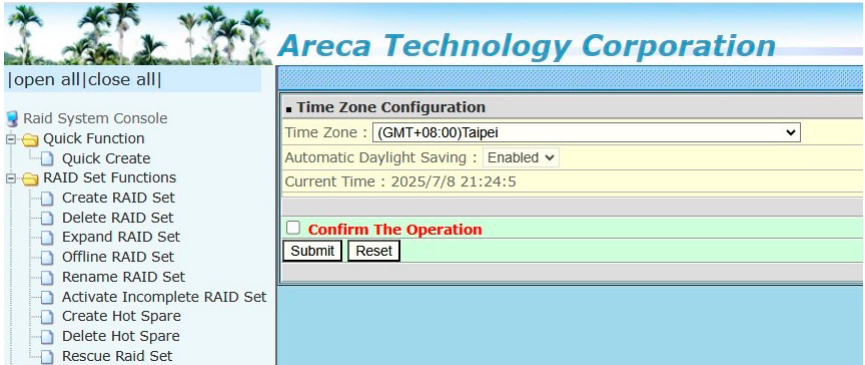 Areca Technology Corporation
|open all|close all|
Raid System Console
Quick Function
Quick Create
RAID Set Functions
Create RAID Set
Delete RAID Set
Expand RAID Set
Offline RAID Set
Rename RAID Set
Activate Incomplete RAID Set
Create Hot Spare
Delete Hot Spare
Rescue Raid Set
Time Zone Configuration
Time Zone : (GMT+08:00)Taipei
Automatic Daylight Saving : Enabled
Current Time : 2025/7/8 21:24:5
Confirm The Operation
Submit Reset